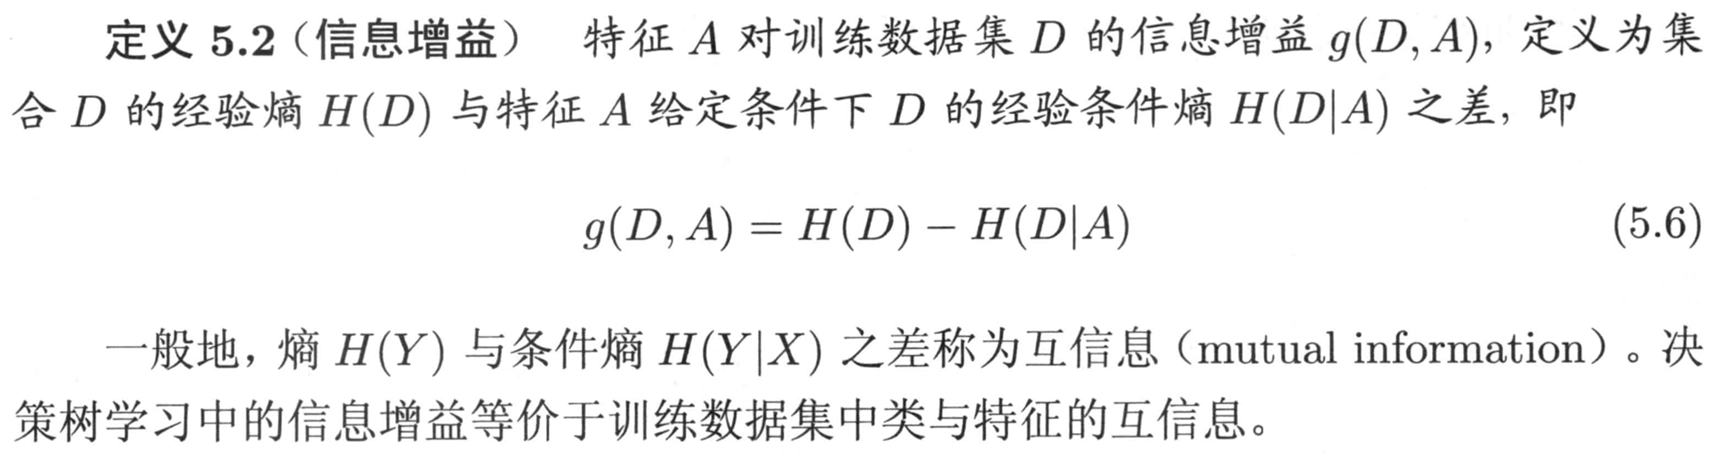 定义 5.2（信息增益） 特征 A 对训练数据集 D 的信息增益 g(D, A)，定义为集
合 D 的经验熵 H(D) 与特征 A 给定条件下 D 的经验条件熵 H(D|A) 之差，即
g(D, A) = H(D) − H(D|A) (5.6)
一般地，熵 H(Y) 与条件熵 H(Y|X) 之差称为互信息（mutual information）。决
策树学习中的信息增益等价于训练数据集中类与特征的互信息。